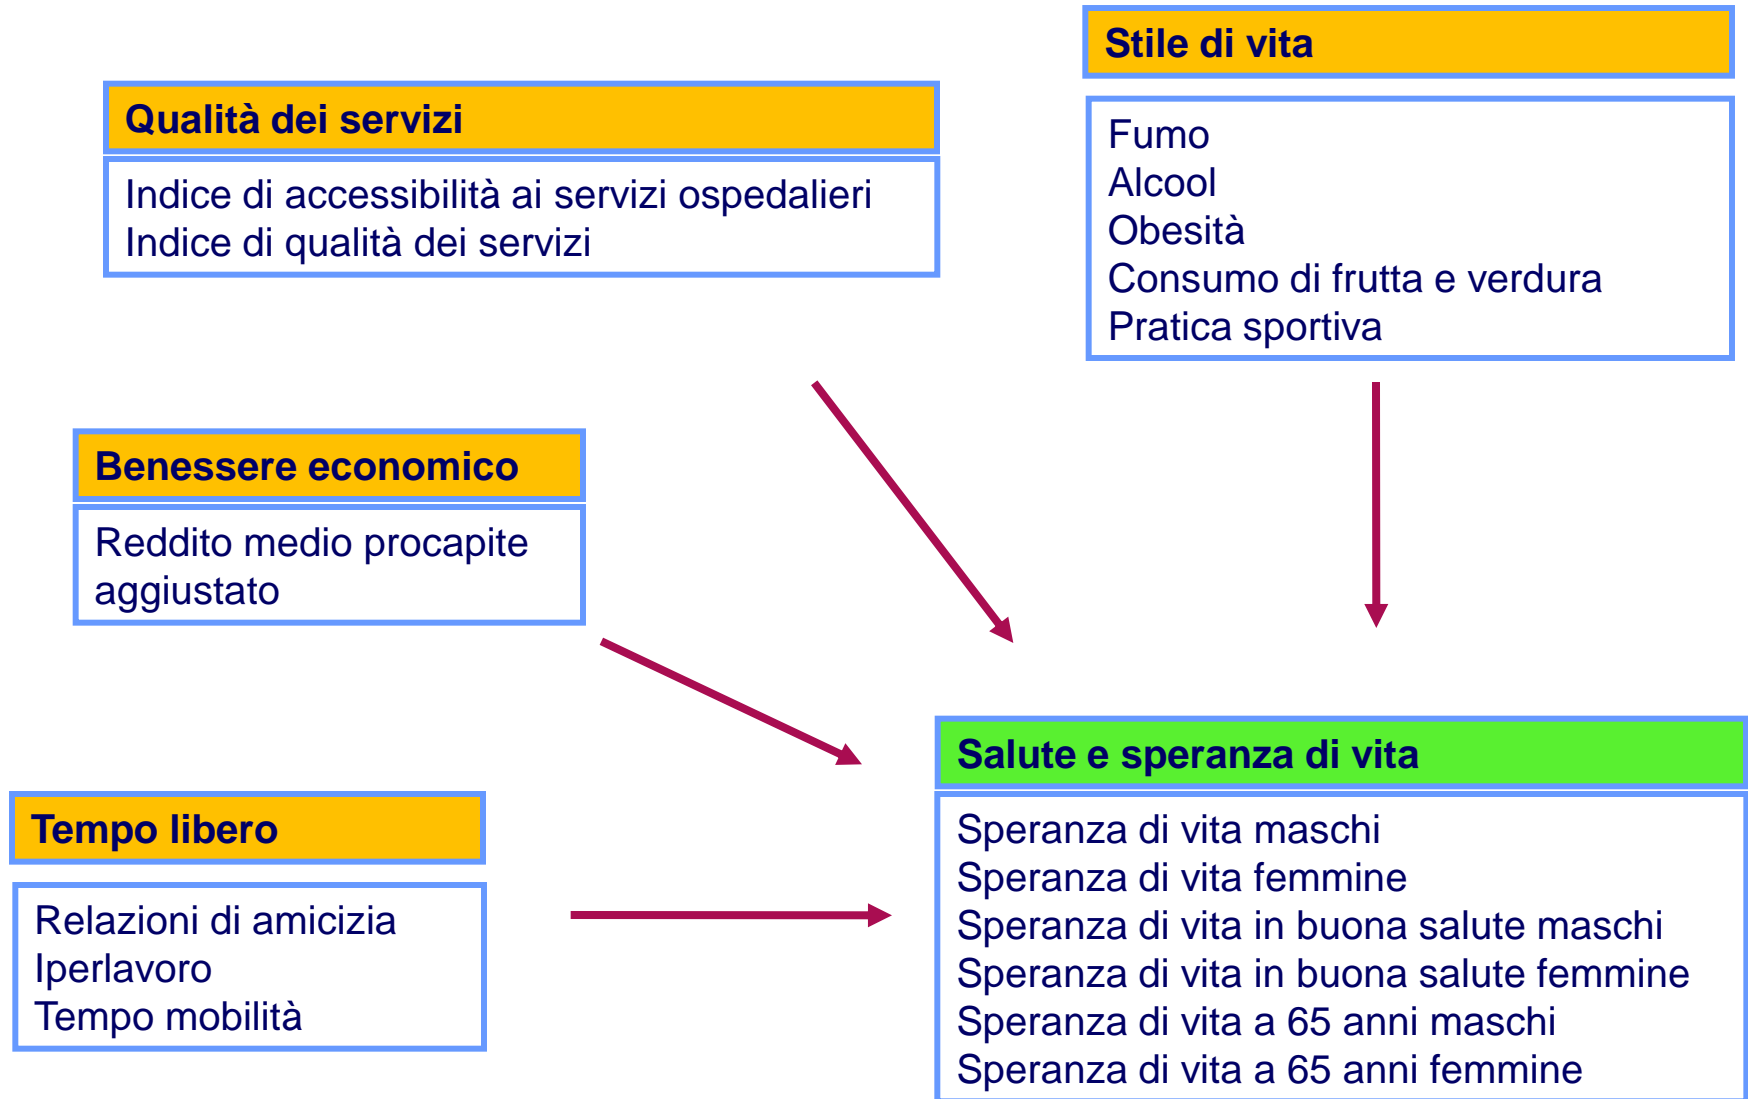 Stile di vita
Fumo
Alcool
Obesità
Consumo di frutta e verdura
Pratica sportiva
Qualità dei servizi
Indice di accessibilità ai servizi ospedalieri
Indice di qualità dei servizi
Benessere economico
Reddito medio procapite
aggiustato
Tempo libero
Relazioni di amicizia
Iperlavoro
Tempo mobilità
Salute e speranza di vita
Speranza di vita maschi
Speranza di vita femmine
Speranza di vita in buona salute maschi
Speranza di vita in buona salute femmine
Speranza di vita a 65 anni maschi
Speranza di vita a 65 anni femmine